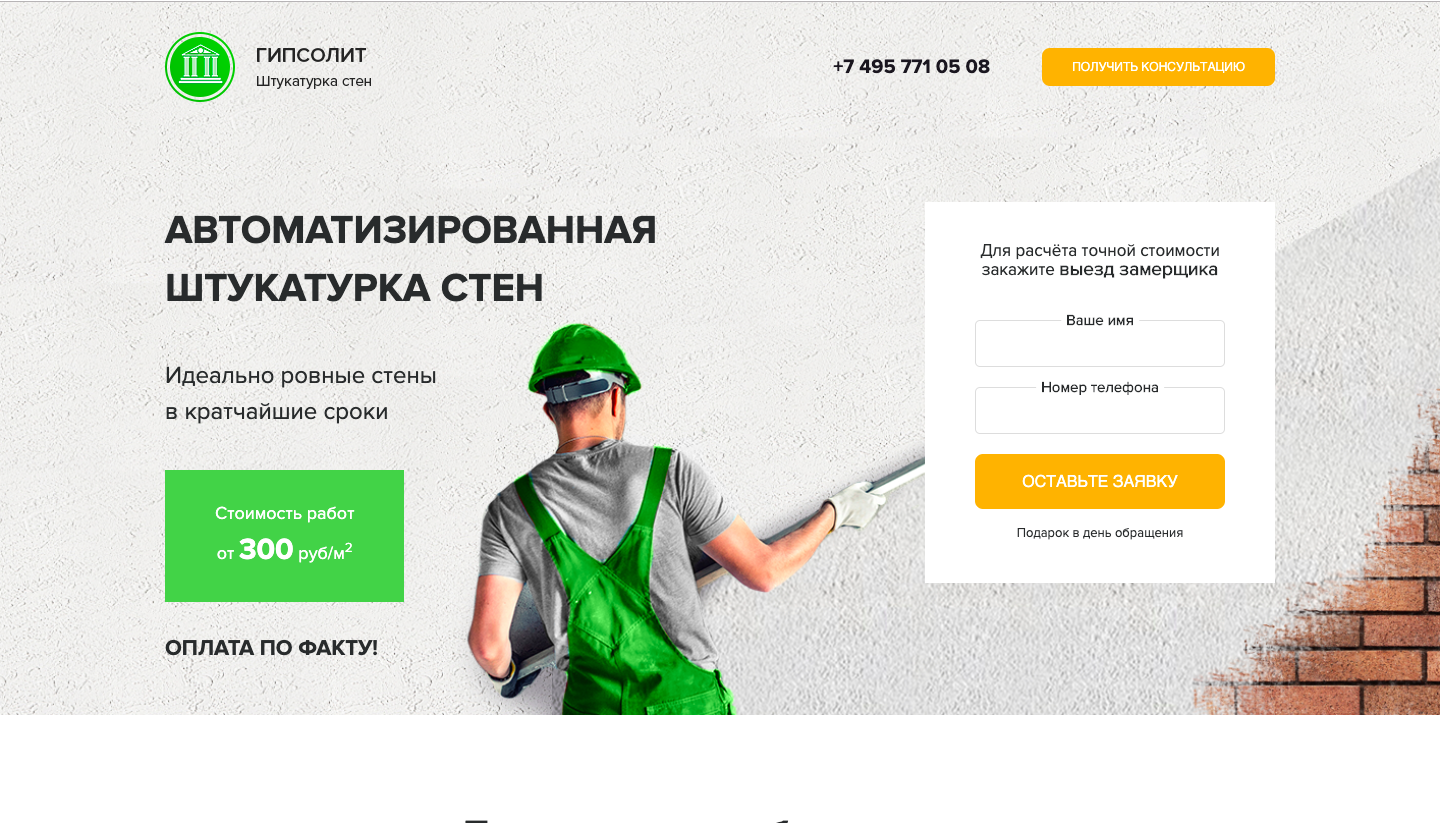 ГИПСОЛИТ
Штукатурка стен
+7 495 771 05 08
ПОЛУЧИТЬ КОНСУЛЬТАЦИЮ
АВТОМАТИЗИРОВАННАЯ
ШТУКАТУРКА СТЕН
Идеально ровные стены
в кратчайшие сроки
Стоимость работ
от 300 руб/м²
ОПЛАТА ПО ФАКТУ!
Для расчёта точной стоимости
закажите выезд замерщика
Ваше имя
Номер телефона
ОСТАВЬТЕ ЗАЯВКУ
Подарок в день обращения